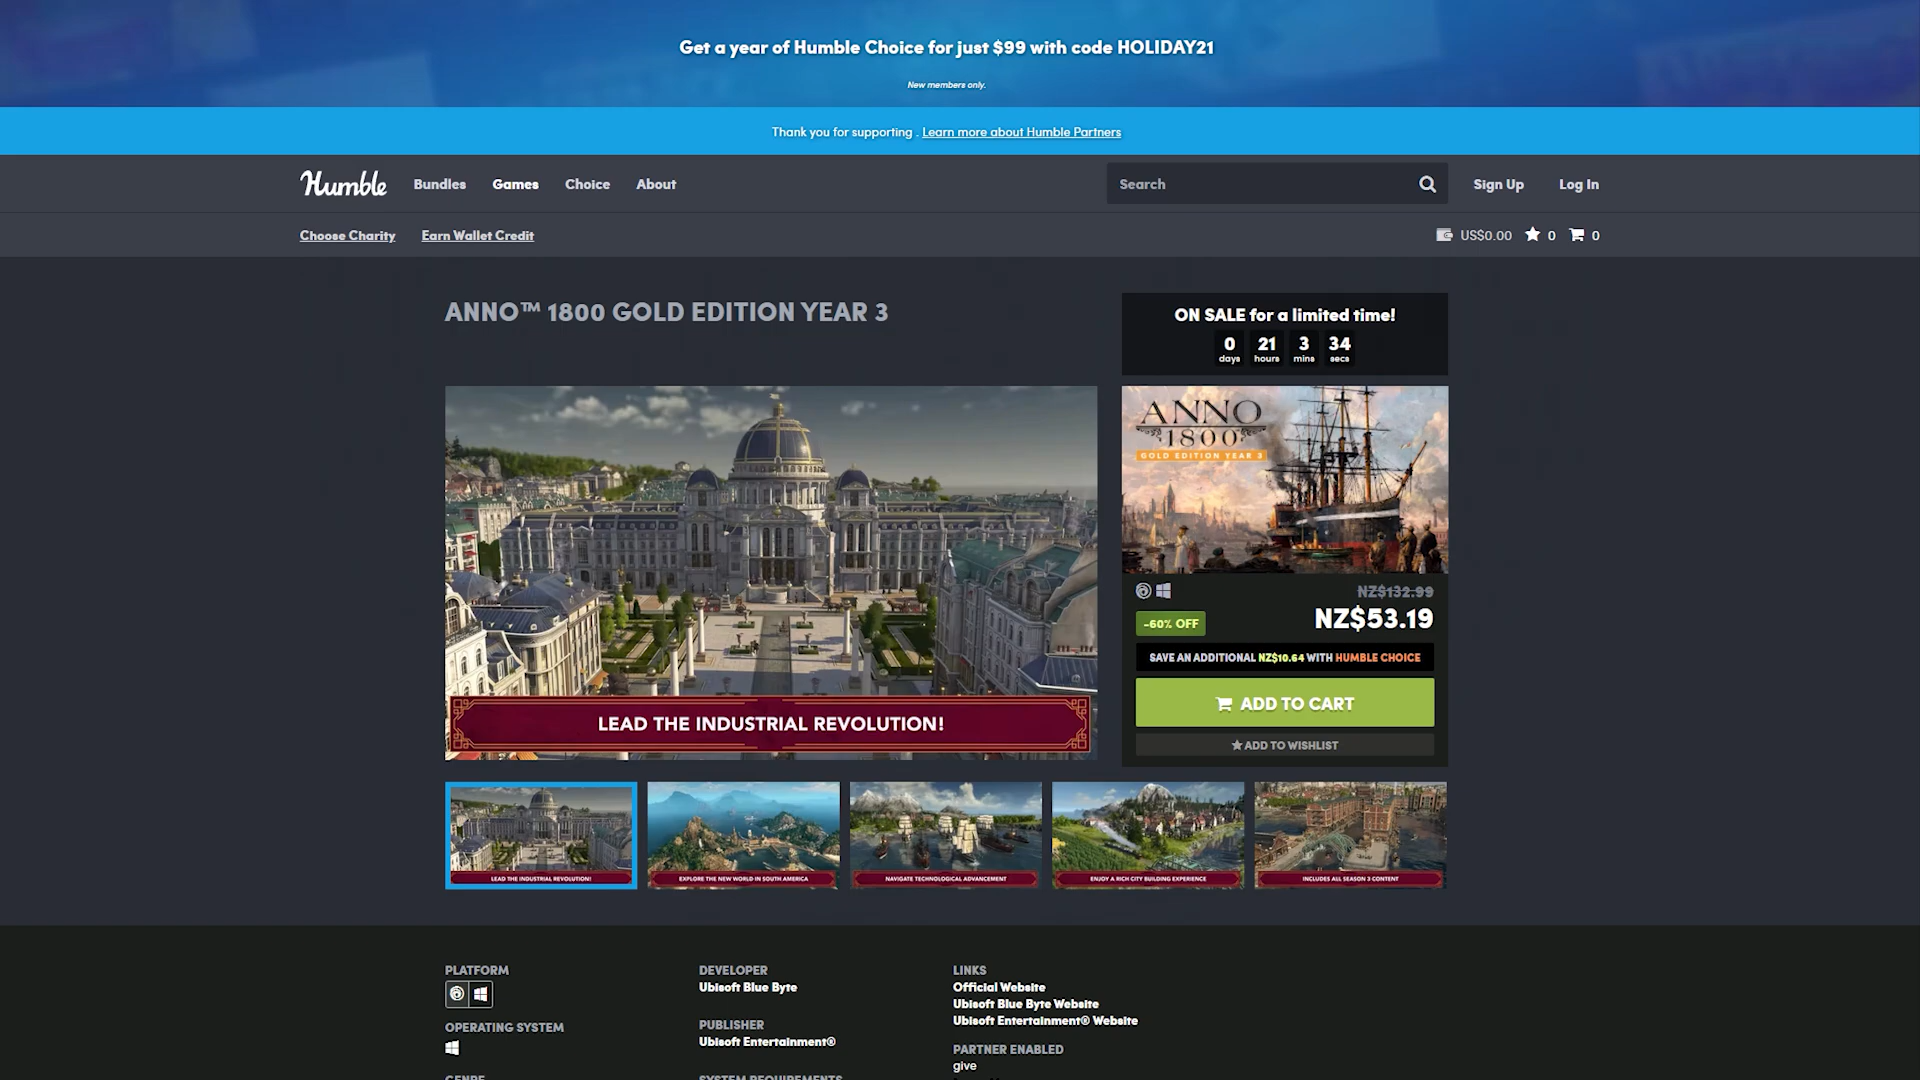 Get a year of Humble Choice for just $99 with code HOLIDAY21
New members only.
Thank you for supporting . Learn more about Humble Partners
Humble Bundles Games Choice About Search Sign Up Log In
Choose Charity Earn Wallet Credit US$0.00 0 0
ANNO™ 1800 GOLD EDITION YEAR 3
ON SALE for a limited time!
0 21 3 34
days hours mins secs
ANNO
1800
GOLD EDITION YEAR 3
NZ$132.99
-60% OFF NZ$53.19
SAVE AN ADDITIONAL NZ$10.64 WITH HUMBLE CHOICE
ADD TO CART
ADD TO WISHLIST
LEAD THE INDUSTRIAL REVOLUTION!
LEAD THE INDUSTRIAL REVOLUTION!
EXPLORE THE NEW WORLD IN SOUTH AMERICA
NAVIGATE TECHNOLOGICAL ADVANCEMENT
ENJOY A RICH CITY BUILDING EXPERIENCE
INCLUDES ALL SEASON 3 CONTENT
PLATFORM
OPERATING SYSTEM
GENRE
DEVELOPER
Ubisoft Blue Byte
PUBLISHER
Ubisoft Entertainment®
SYSTEM REQUIREMENTS
LINKS
Official Website
Ubisoft Blue Byte Website
Ubisoft Entertainment® Website
PARTNER ENABLED
give